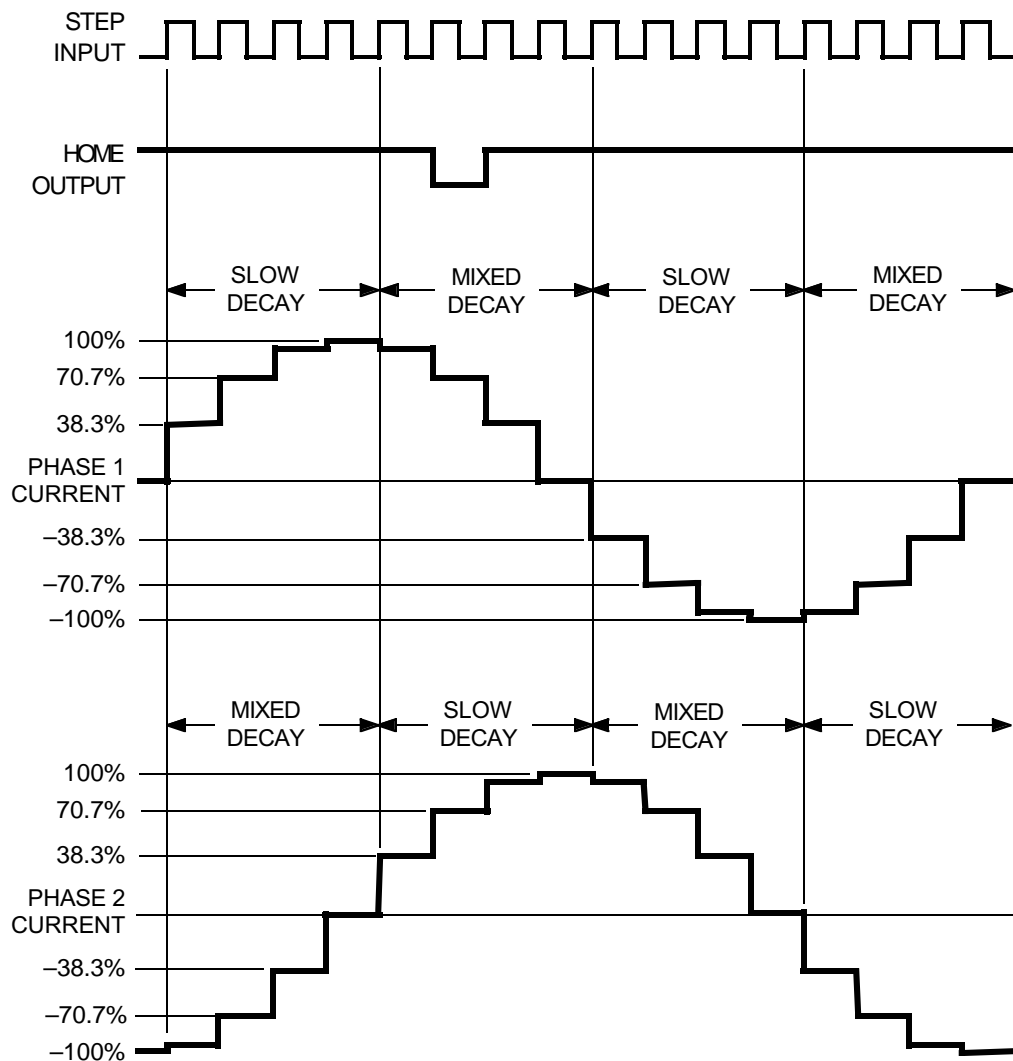 STEP
INPUT
HOME
OUTPUT
SLOW
DECAY
MIXED
DECAY
SLOW
DECAY
MIXED
DECAY
100%
70.7%
38.3%
PHASE 1
CURRENT
–38.3%
–70.7%
–100%
MIXED
DECAY
SLOW
DECAY
MIXED
DECAY
SLOW
DECAY
100%
70.7%
38.3%
PHASE 2
CURRENT
–38.3%
–70.7%
–100%